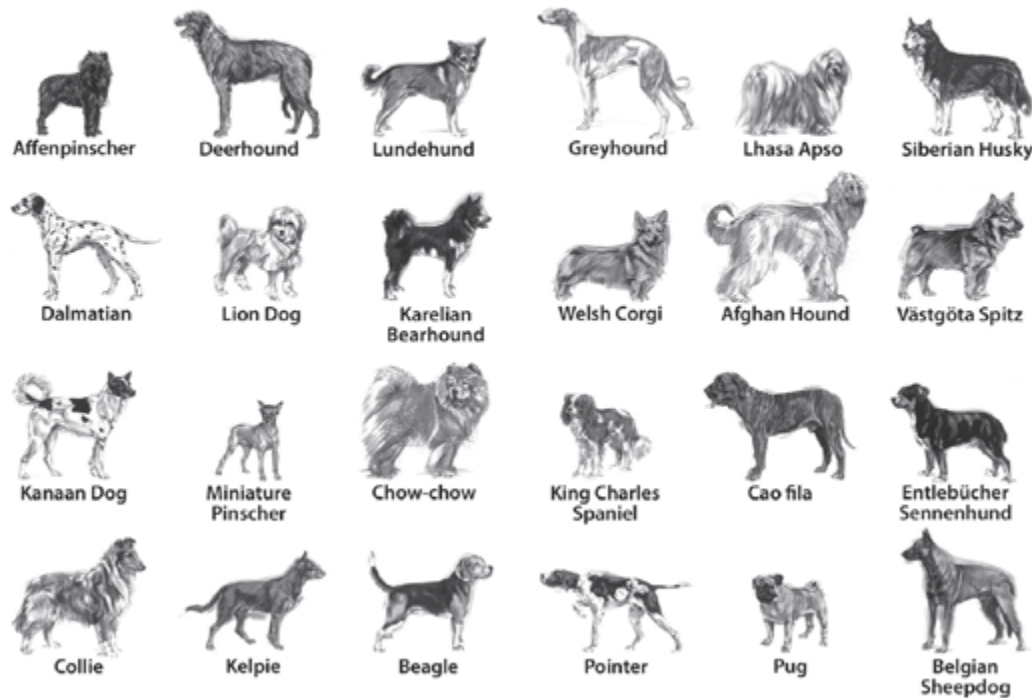 Affenpinscher
Deerhound
Lundehund
Greyhound
Lhasa Apso
Siberian Husky
Dalmatian
Lion Dog
Karelian
Bearhound
Welsh Corgi
Afghan Hound
Västgöta Spitz
Kanaan Dog
Miniature
Pinscher
Chow-chow
King Charles
Spaniel
Cao fila
Entlebücher
Sennenhund
Collie
Kelpie
Beagle
Pointer
Pug
Belgian
Sheepdog